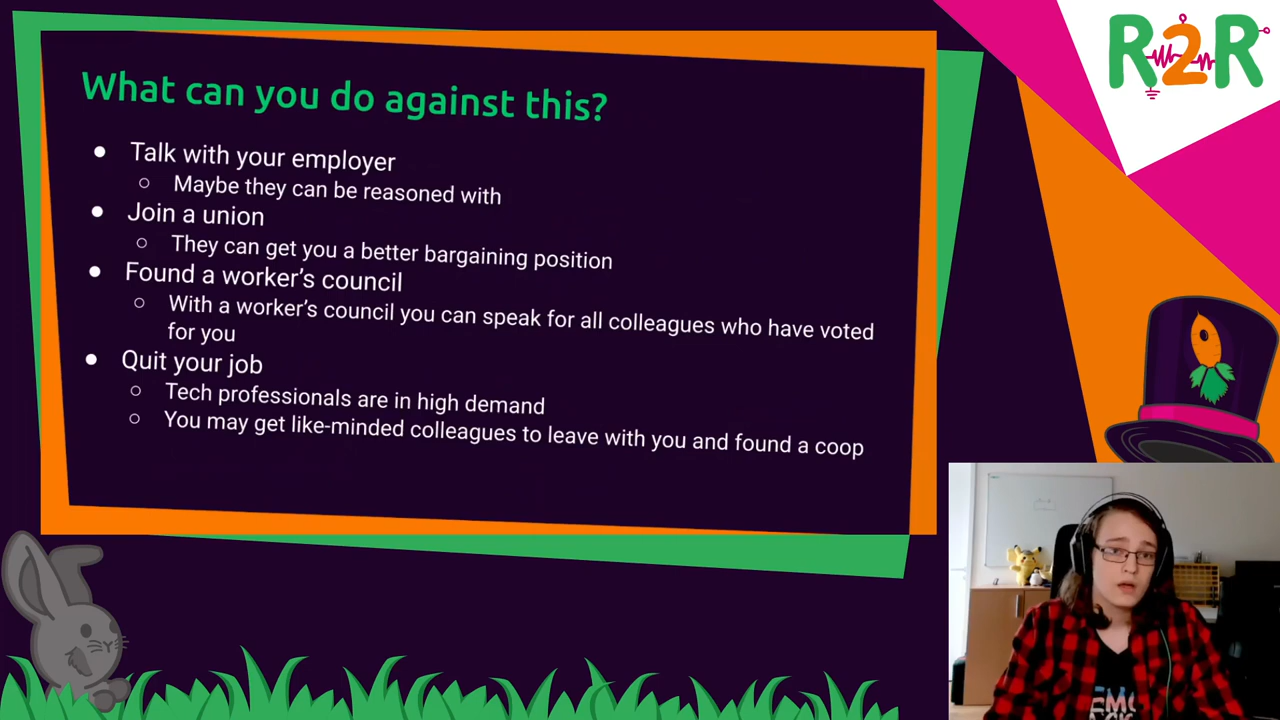 R2R
What can you do against this?
Talk with your employer
Maybe they can be reasoned with
Join a union
They can get you a better bargaining position
Found a worker's council
With a worker's council you can speak for all colleagues who have voted
for you
Quit your job
Tech professionals are in high demand
You may get like-minded colleagues to leave with you and found a coop